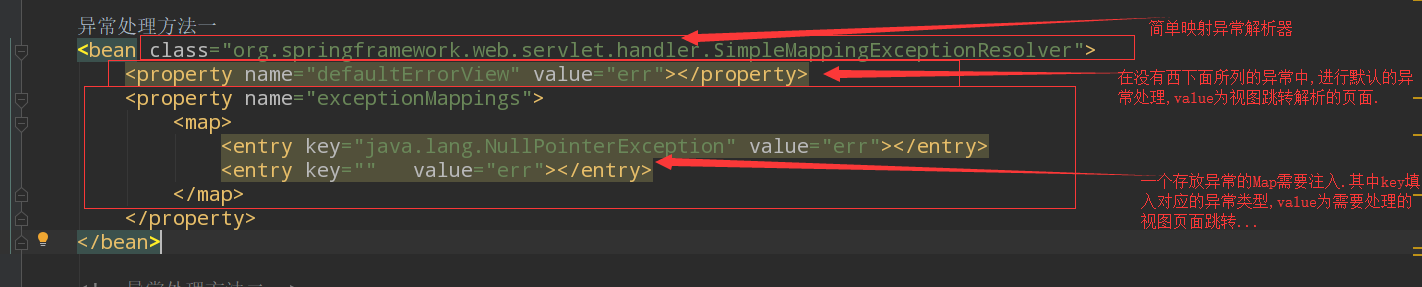 异常处理方法一
<bean class="org.springframework.web.servlet.handler.SimpleMappingExceptionResolver">
简单映射异常解析器
<property name="defaultErrorView" value="err"></property>
在没有西下面所列的异常中,进行默认的异
常处理,value为视图跳转解析的页面.
<property name="exceptionMappings">
<map>
<entry key="java.lang.NullPointerException" value="err"></entry>
<entry key="" value="err"></entry>
一个存放异常的Map需要注入.其中key填
入对应的异常类型,value为需要处理的
视图页面跳转...
</map>
</property>
</bean>